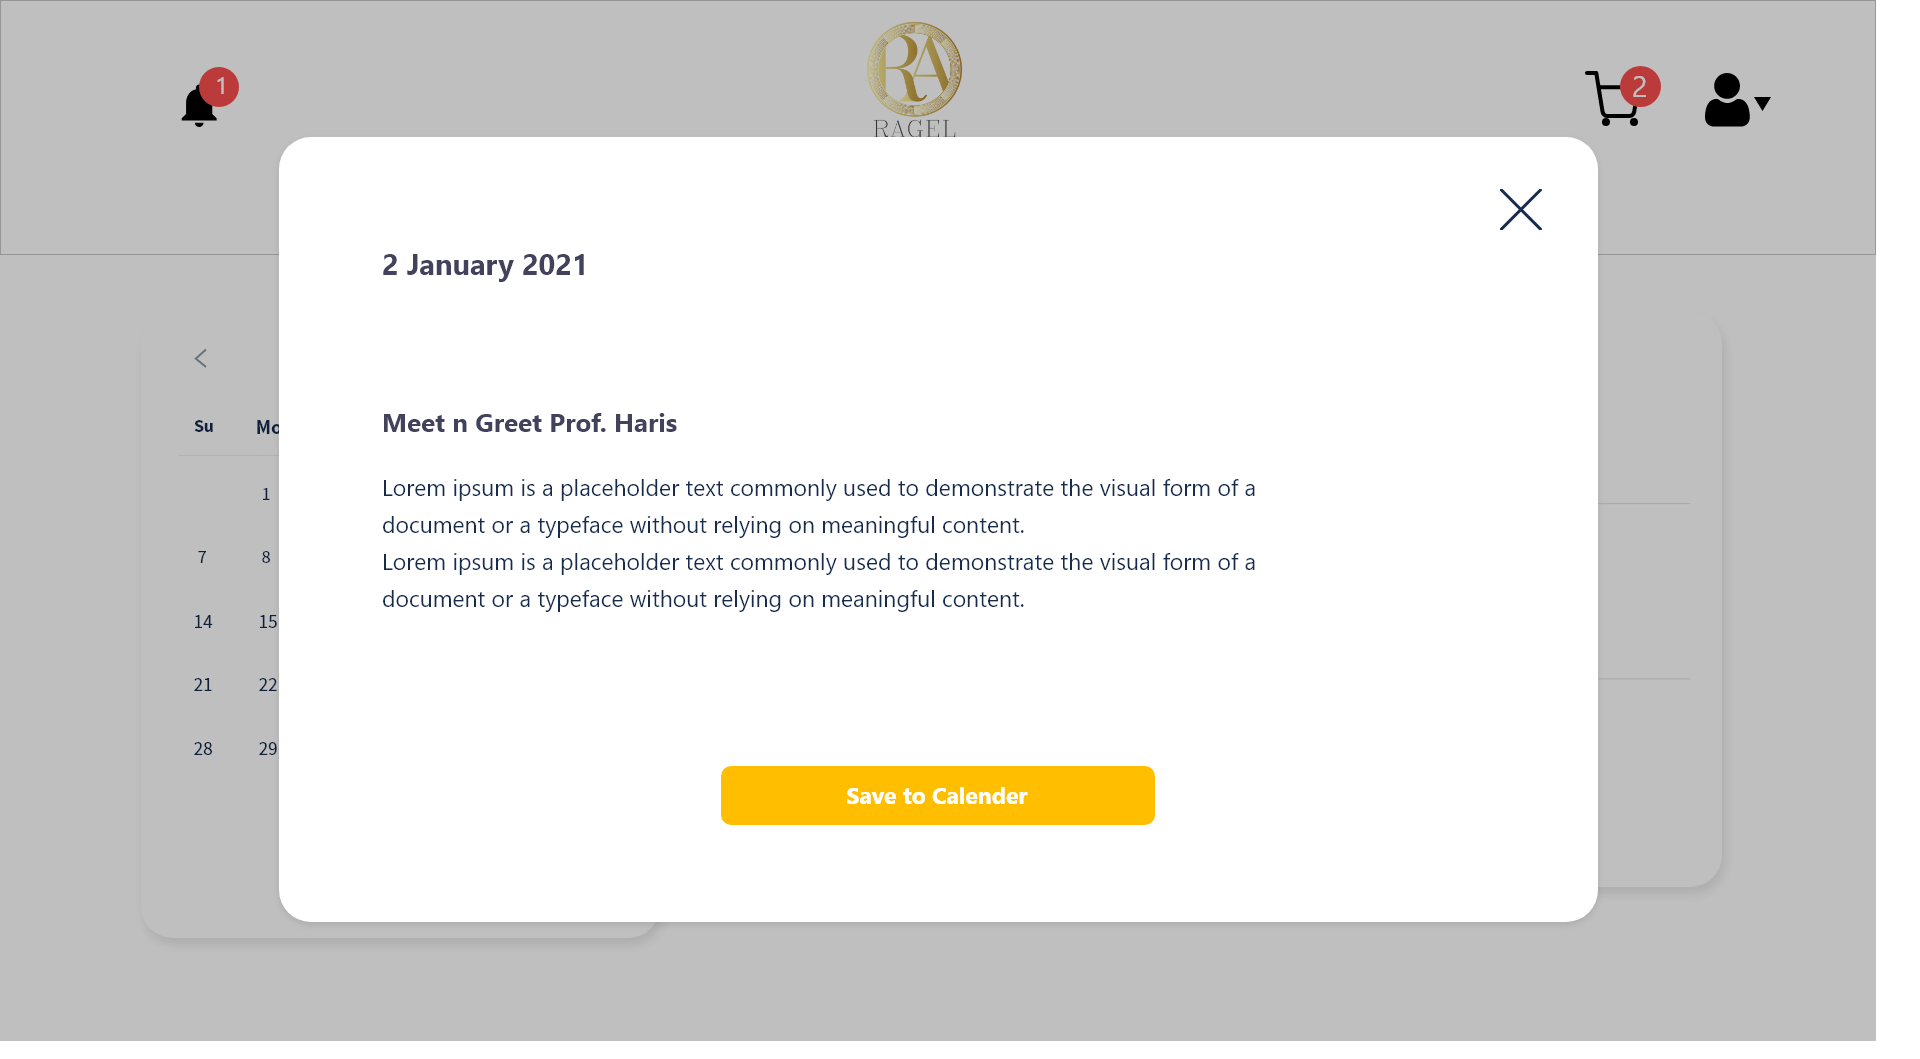 1
RA
RAGEL
2
2 January 2021
Su Mo
Meet n Greet Prof. Haris
1
Lorem ipsum is a placeholder text commonly used to demonstrate the visual form of a
document or a typeface without relying on meaningful content.
7 8
Lorem ipsum is a placeholder text commonly used to demonstrate the visual form of a
document or a typeface without relying on meaningful content.
14 15
21 22
28 29
Save to Calender